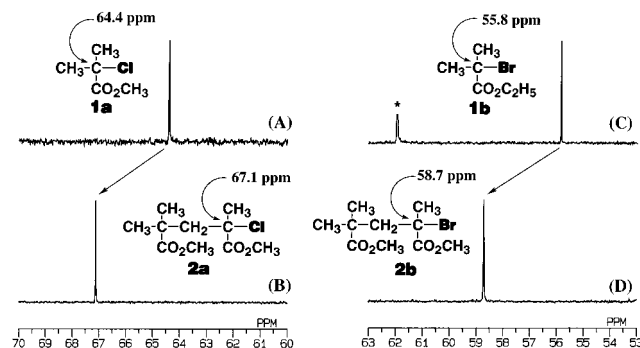 64.4 ppm
CH₃
CH₃—C—Cl
CO₂CH₃
1a
(A)
55.8 ppm
CH₃
CH₃—C—Br
CO₂C₂H₅
1b
*
(C)
67.1 ppm
CH₃ CH₃
CH₃—C—CH₂—C—Cl
CO₂CH₃ CO₂CH₃
2a
(B)
58.7 ppm
CH₃ CH₃
CH₃—C—CH₂—C—Br
CO₂CH₃ CO₂CH₃
2b
(D)
PPM
70 69 68 67 66 65 64 63 62 61 60
PPM
63 62 61 60 59 58 57 56 55 54 53